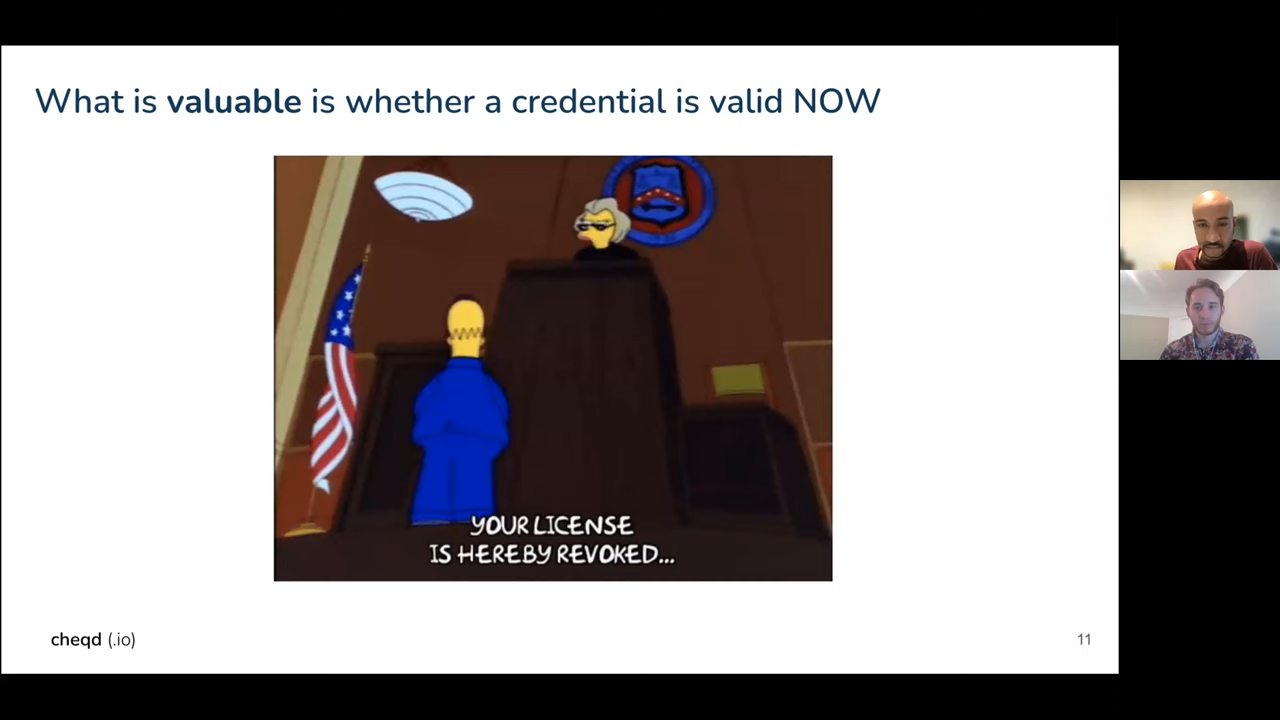 What is valuable is whether a credential is valid NOW
YOUR LICENSE
IS HEREBY REVOKED...
cheqd (.io)
11